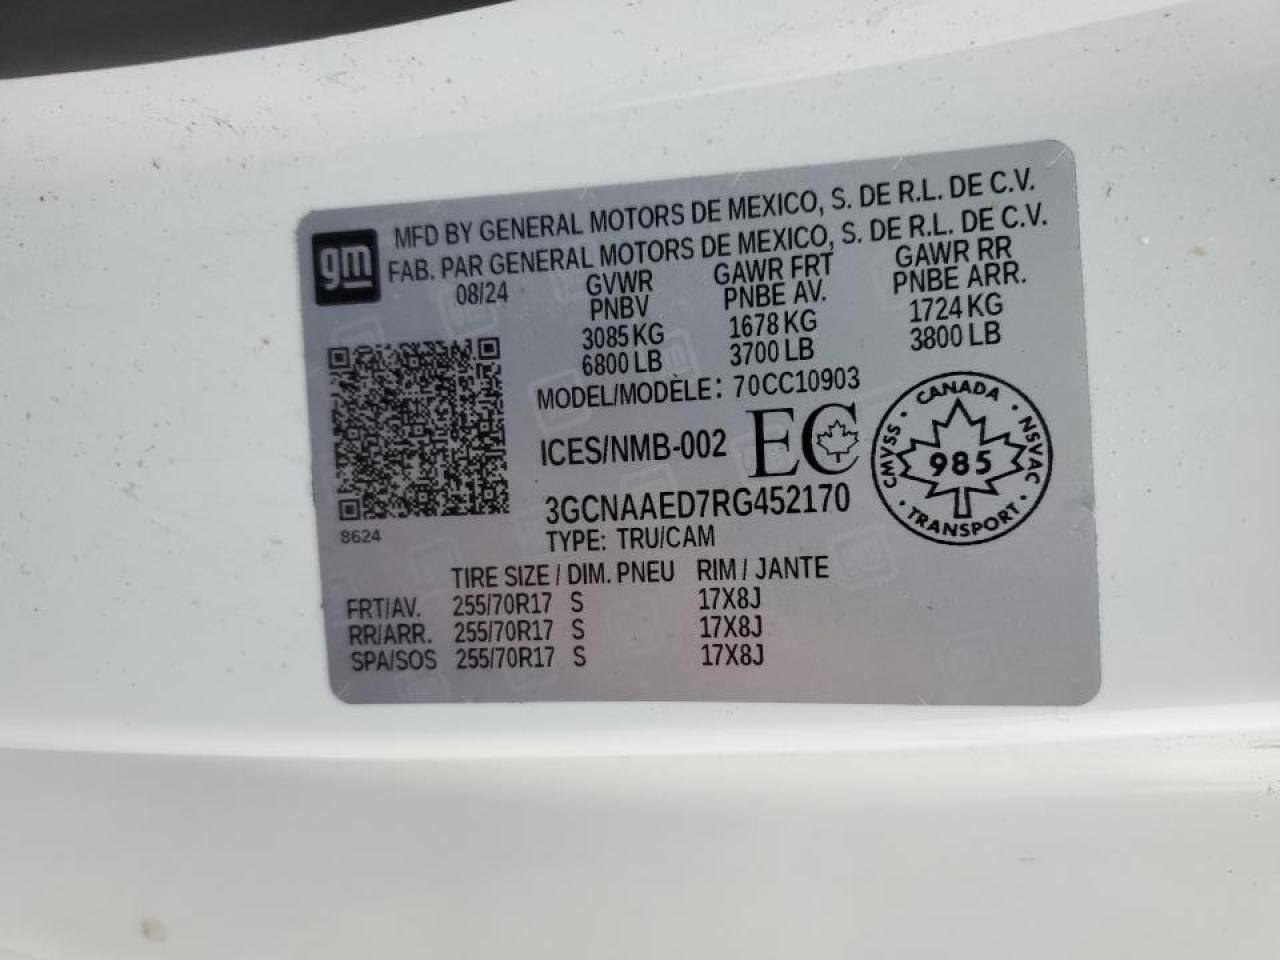 gm
MFD BY GENERAL MOTORS DE MEXICO, S. DE R.L. DE C.V.
FAB. PAR GENERAL MOTORS DE MEXICO, S. DE R.L. DE C.V.
08/24 GVWR GAWR FRT GAWR RR
PNBV PNBE AV. PNBE ARR.
3085 KG 1678 KG 1724 KG
6800 LB 3700 LB 3800 LB
MODEL/MODÈLE: 70CC10903
ICES/NMB-002 EC
CANADA · NSVAC · TRANSPORT · CMVSS ·
985
3GCNAAED7RG452170
8624
TYPE: TRU/CAM
TIRE SIZE / DIM. PNEU RIM / JANTE
FRT/AV. 255/70R17 S 17X8J
RR/ARR. 255/70R17 S 17X8J
SPA/SOS 255/70R17 S 17X8J